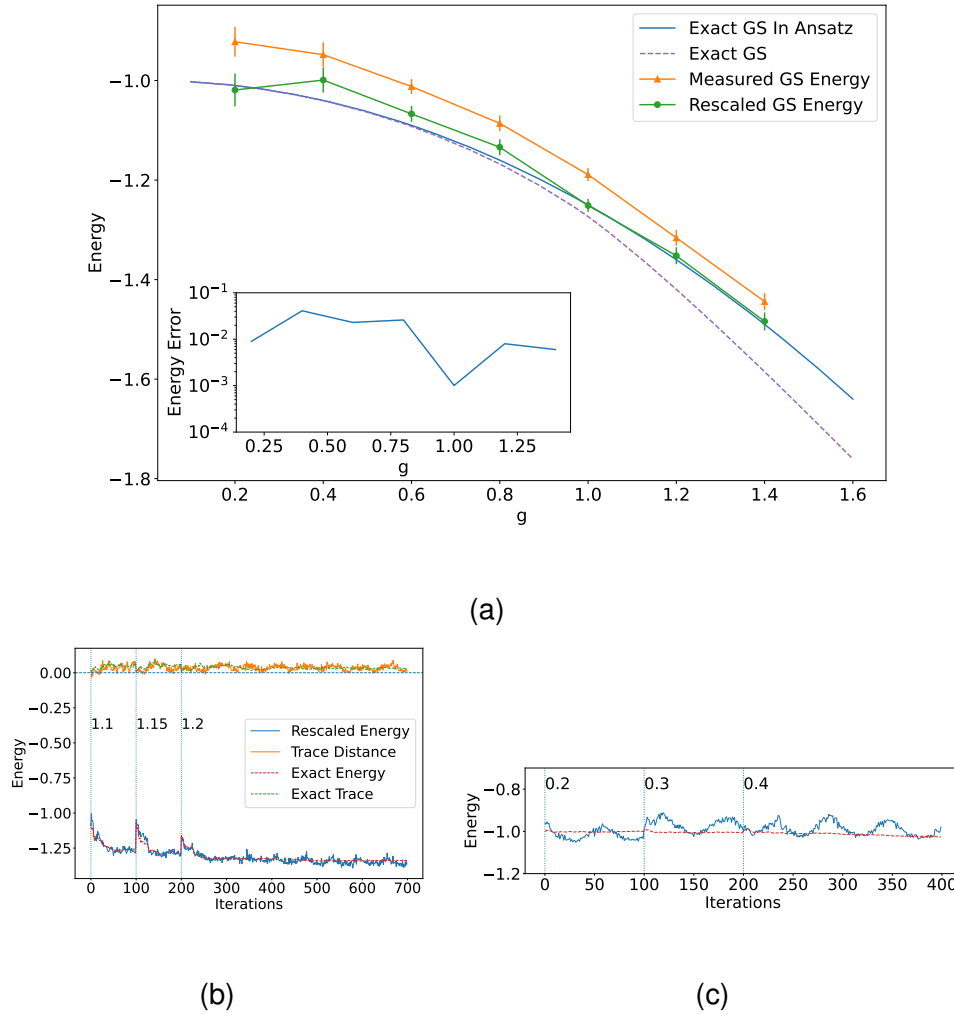 Exact GS In Ansatz
Exact GS
Measured GS Energy
Rescaled GS Energy
−1.0
−1.2
−1.4
−1.6
−1.8
Energy
0.2 0.4 0.6 0.8 1.0 1.2 1.4 1.6
g
10⁻¹
10⁻²
10⁻³
10⁻⁴
Energy Error
0.25 0.50 0.75 1.00 1.25
g
(a)
0.00
−0.25
−0.50
−0.75
−1.00
−1.25
Energy
1.1 1.15 1.2
Rescaled Energy
Trace Distance
Exact Energy
Exact Trace
0 100 200 300 400 500 600 700
Iterations
(b)
−0.8
−1.0
−1.2
Energy
0.2 0.3 0.4
0 50 100 150 200 250 300 350 400
Iterations
(c)